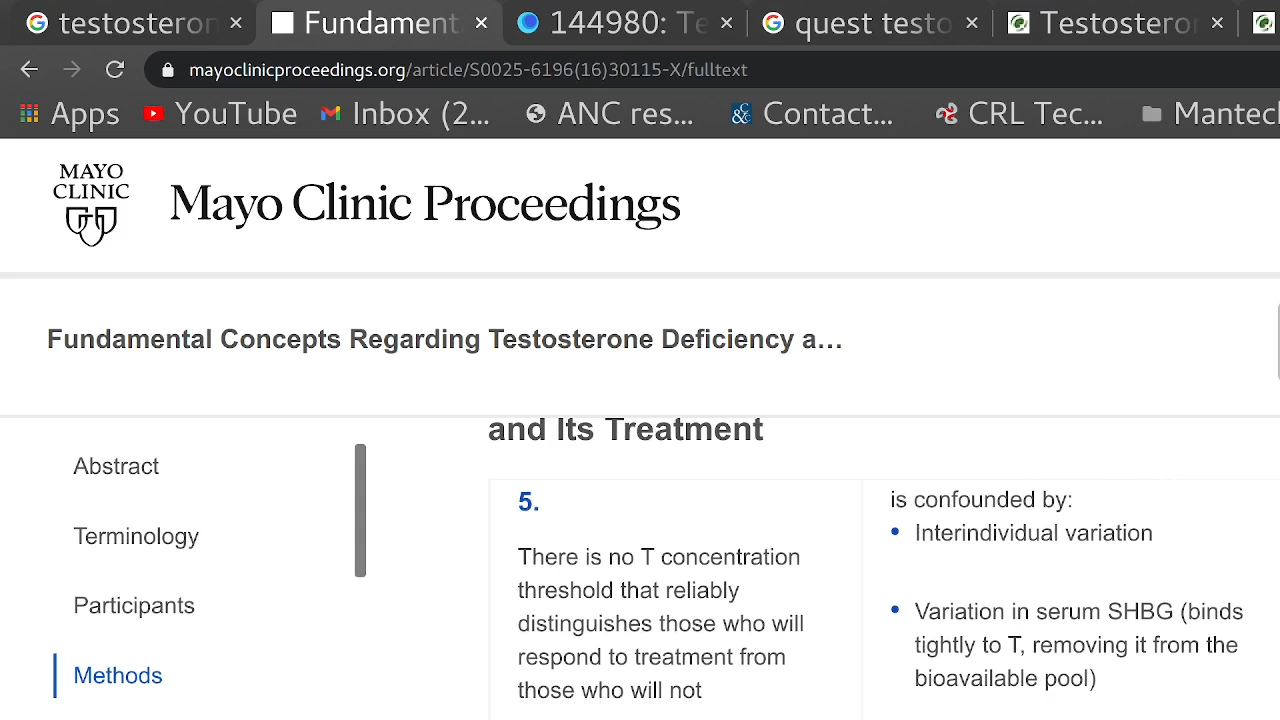 testosteron
Fundament
144980: Te
quest testo
Testosteron
mayoclinicproceedings.org/article/S0025-6196(16)30115-X/fulltext
Apps
YouTube
Inbox (2...
ANC res...
Contact...
CRL Tec...
Mantech
MAYO
CLINIC
Mayo Clinic Proceedings
Fundamental Concepts Regarding Testosterone Deficiency a...
Abstract
Terminology
Participants
Methods
and Its Treatment
5.
There is no T concentration
threshold that reliably
distinguishes those who will
respond to treatment from
those who will not
is confounded by:
• Interindividual variation
• Variation in serum SHBG (binds
tightly to T, removing it from the
bioavailable pool)